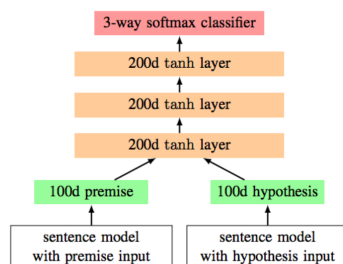 3-way softmax classifier
200d tanh layer
200d tanh layer
200d tanh layer
100d premise
100d hypothesis
sentence model
with premise input
sentence model
with hypothesis input